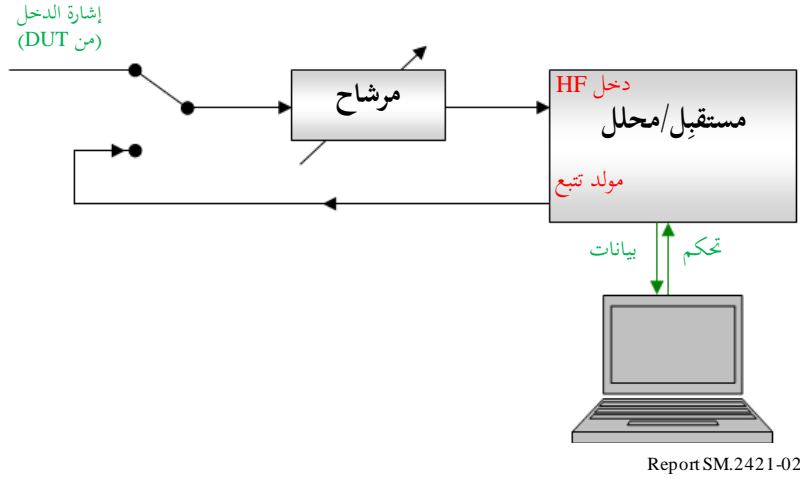 إشارة الدخل
(من DUT)
مرشاح
دخل HF
مستقبِل/محلل
مولد تتبع
بيانات
تحكم
Report SM.2421-02